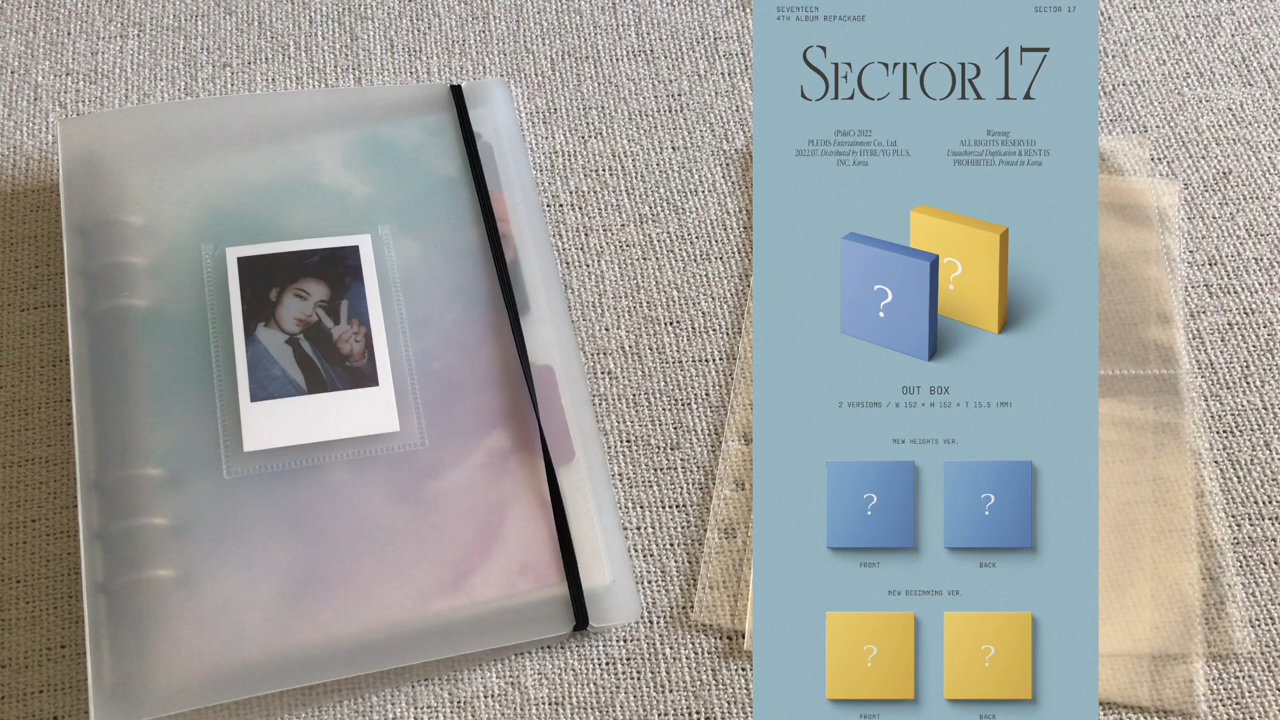 SEVENTEEN
4TH ALBUM REPACKAGE
SECTOR 17
SECTOR 17
(P)&(C) 2022
PLEDIS Entertainment Co., Ltd.
2022.07. Distributed by HYBE/YG PLUS,
INC, Korea.
Warning:
ALL RIGHTS RESERVED.
Unauthorized Duplication & RENT IS
PROHIBITED. Printed in Korea.
?
?
OUT BOX
2 VERSIONS / W 152 × H 152 × T 15.5 (MM)
NEW HEIGHTS VER.
?
?
FRONT
BACK
NEW BEGINNING VER.
?
?
FRONT
BACK